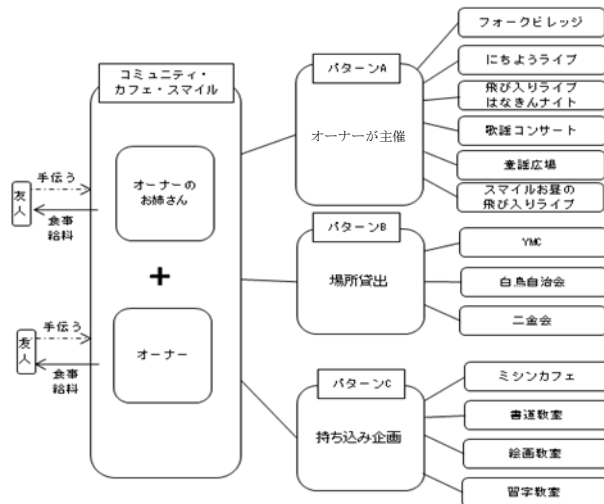 コミュニティ・
カフェ・スマイル
オーナーの
お姉さん
+
オーナー
友人
手伝う
食事
給料
友人
手伝う
食事
給料
パターンA
オーナーが主催
フォークビレッジ
にちようライブ
飛び入りライブ
はなきんナイト
歌謡コンサート
童謡広場
スマイルお昼の
飛び入りライブ
パターンB
場所貸出
YMC
白鳥自治会
二金会
パターンC
持ち込み企画
ミシンカフェ
書道教室
絵画教室
習字教室